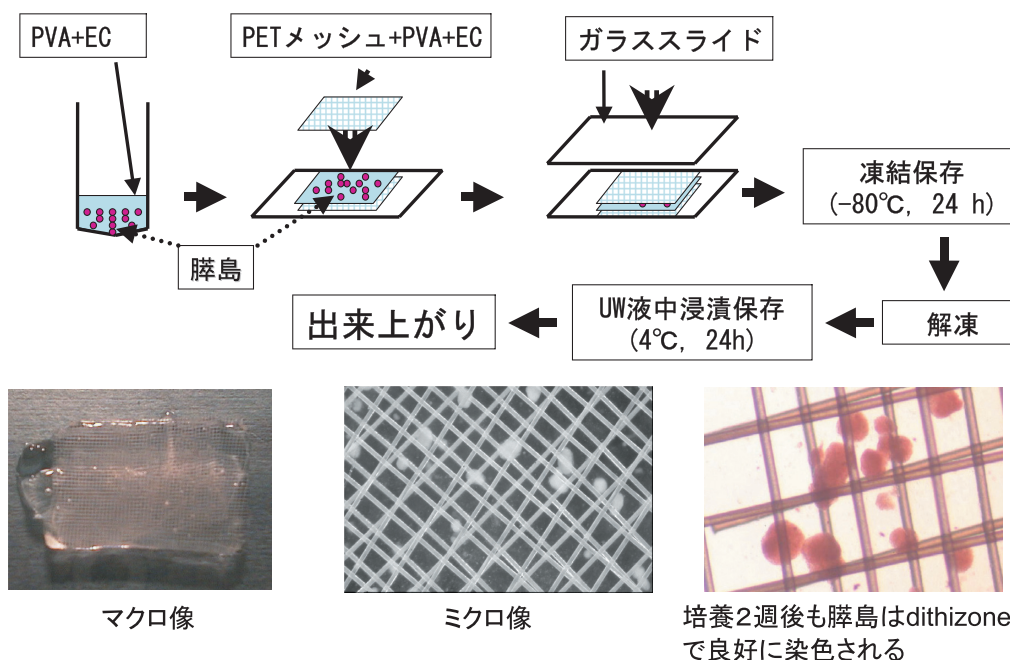 PVA+EC
PETメッシュ+PVA+EC
ガラススライド
膵島
凍結保存
(-80℃, 24 h)
解凍
UW液中浸漬保存
(4℃, 24h)
出来上がり
マクロ像
ミクロ像
培養2週後も膵島はdithizone
で良好に染色される